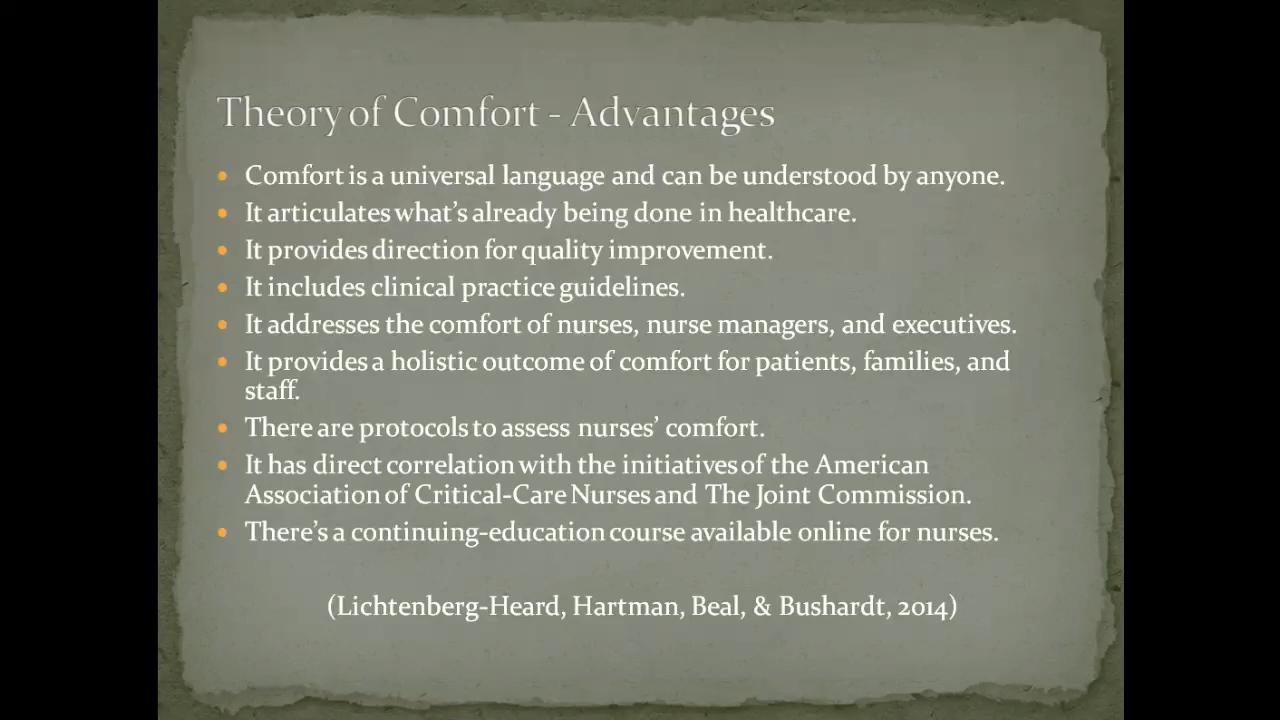 Theory of Comfort - Advantages
• Comfort is a universal language and can be understood by anyone.
• It articulates what’s already being done in healthcare.
• It provides direction for quality improvement.
• It includes clinical practice guidelines.
• It addresses the comfort of nurses, nurse managers, and executives.
• It provides a holistic outcome of comfort for patients, families, and
staff.
• There are protocols to assess nurses’ comfort.
• It has direct correlation with the initiatives of the American
Association of Critical-Care Nurses and The Joint Commission.
• There’s a continuing-education course available online for nurses.
(Lichtenberg-Heard, Hartman, Beal, & Bushardt, 2014)